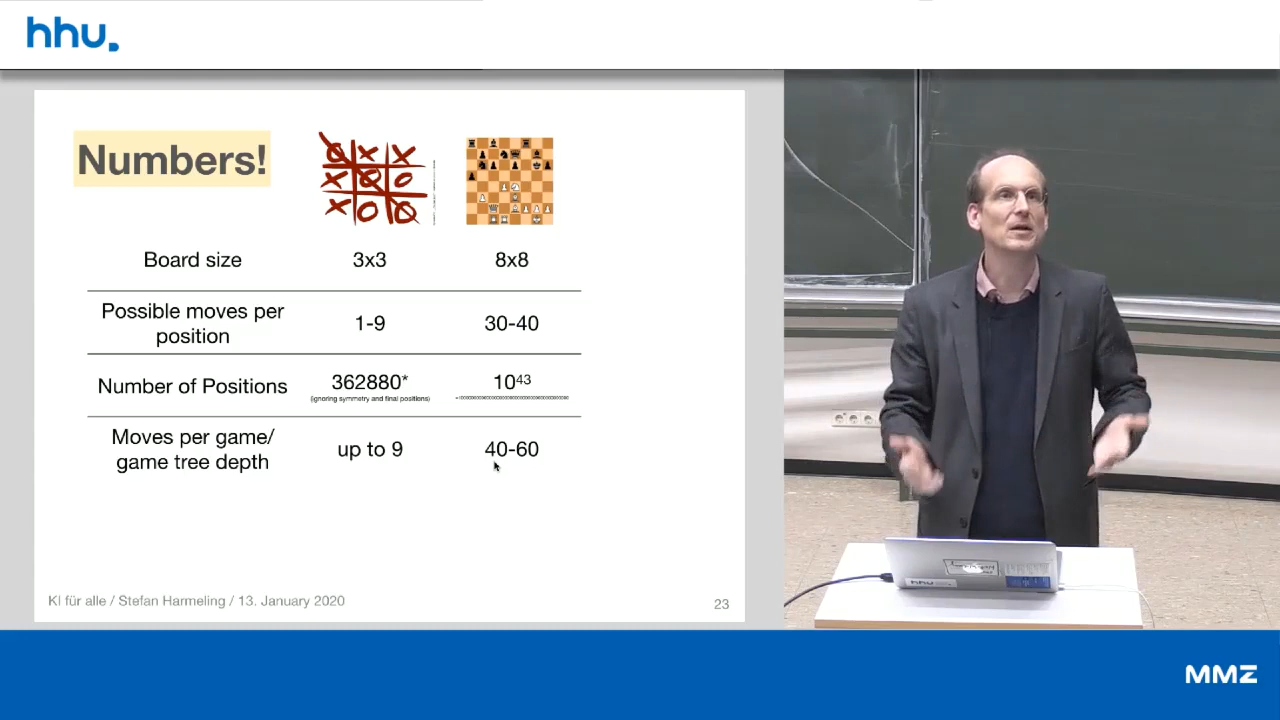 hhu.
Numbers!
Board size 3x3 8x8
Possible moves per
position 1-9 30-40
Number of Positions 362880* 10⁴³
(ignoring symmetry and final positions)
Moves per game/
game tree depth up to 9 40-60
KI für alle / Stefan Harmeling / 13. January 2020
23
hhu
MMZ